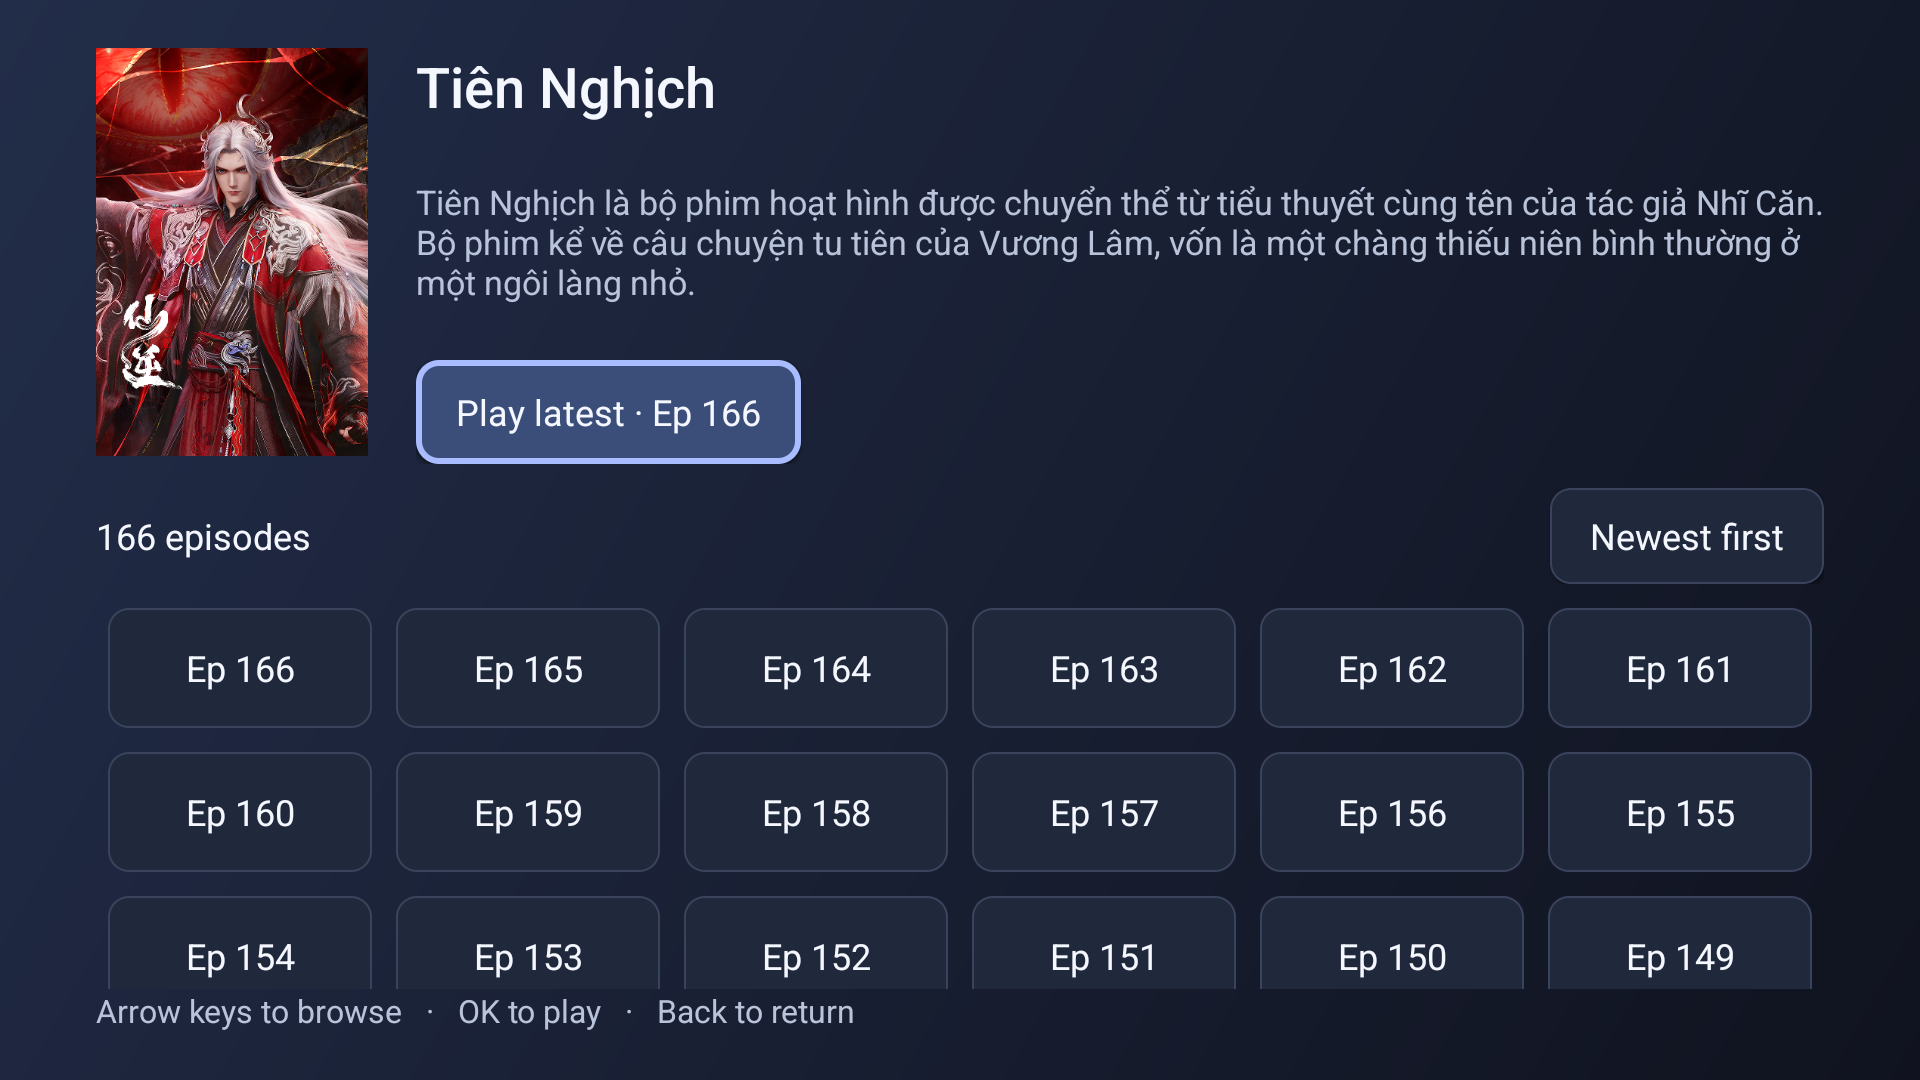 Tiên Nghịch
Tiên Nghịch là bộ phim hoạt hình được chuyển thể từ tiểu thuyết cùng tên của tác giả Nhĩ Căn.
Bộ phim kể về câu chuyện tu tiên của Vương Lâm, vốn là một chàng thiếu niên bình thường ở
một ngôi làng nhỏ.
仙
逆
Play latest · Ep 166
166 episodes
Newest first
Ep 166
Ep 165
Ep 164
Ep 163
Ep 162
Ep 161
Ep 160
Ep 159
Ep 158
Ep 157
Ep 156
Ep 155
Ep 154
Ep 153
Ep 152
Ep 151
Ep 150
Ep 149
Arrow keys to browse · OK to play · Back to return